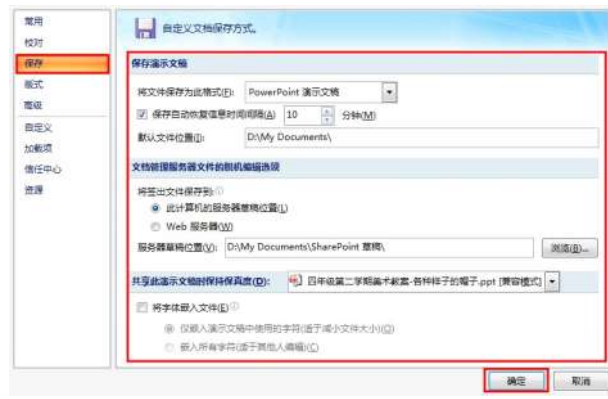 常用
校对
保存
版式
高级
自定义
加载项
信任中心
资源
自定义文档保存方式。
保存演示文稿
将文件保存为此格式(F): PowerPoint 演示文稿
保存自动恢复信息时间间隔(A) 10 分钟(M)
默认文件位置(I): D:\My Documents\
文档管理服务器文件的脱机编辑选项
将签出文件保存到:
此计算机的服务器草稿位置(L)
Web 服务器(W)
服务器草稿位置(V): D:\My Documents\SharePoint 草稿\ 浏览(B)...
共享此演示文稿时保持保真度(D): 四年级第二学期美术教案-各种样子的帽子.ppt [兼容模式]
将字体嵌入文件(E)
仅嵌入演示文稿中使用的字符(适于减小文件大小)(O)
嵌入所有字符(适于其他人编辑)(C)
确定 取消